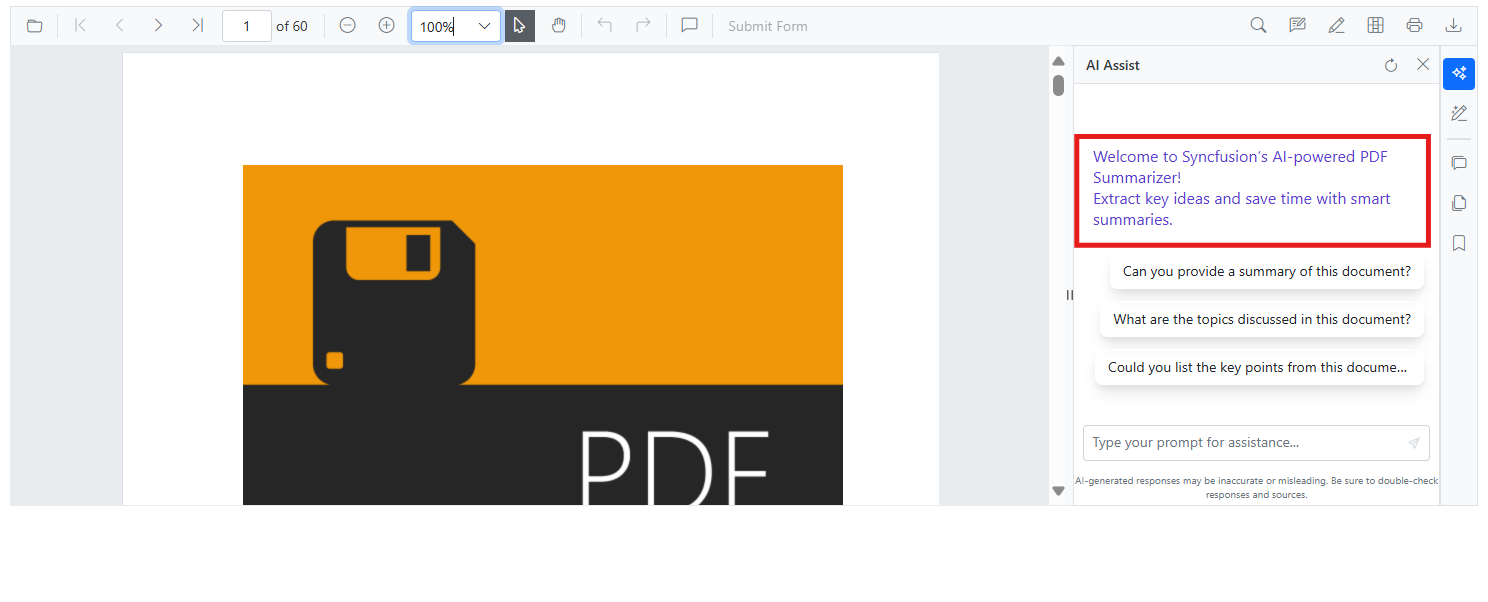 1 of 60
100%
Submit Form
AI Assist
Welcome to Syncfusion's AI-powered PDF
Summarizer!
Extract key ideas and save time with smart
summaries.
Can you provide a summary of this document?
What are the topics discussed in this document?
Could you list the key points from this docume...
Type your prompt for assistance...
AI-generated responses may be inaccurate or misleading. Be sure to double-check
responses and sources.
PDF